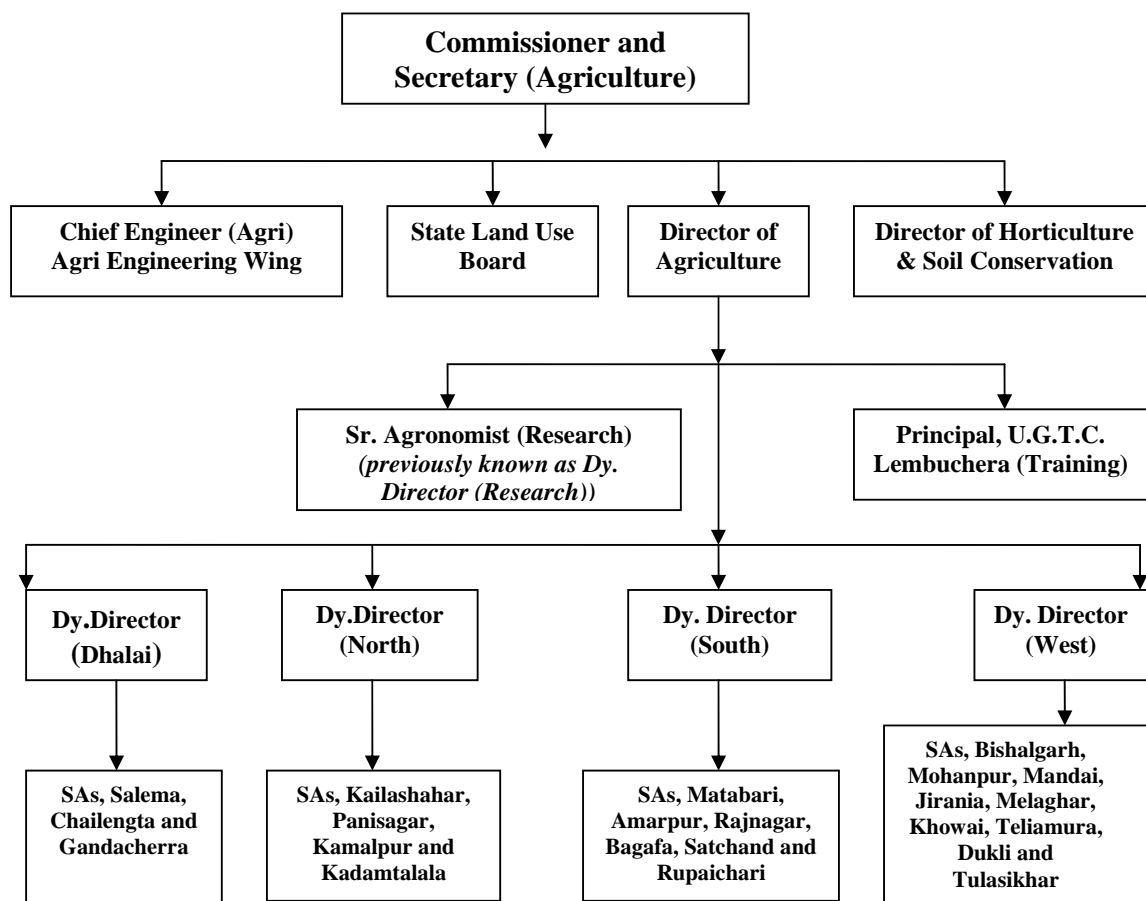 Commissioner and
Secretary (Agriculture)
Chief Engineer (Agri)
Agri Engineering Wing
State Land Use
Board
Director of
Agriculture
Director of Horticulture
& Soil Conservation
Sr. Agronomist (Research)
(previously known as Dy.
Director (Research))
Principal, U.G.T.C.
Lembuchera (Training)
Dy.Director
(Dhalai)
Dy.Director
(North)
Dy. Director
(South)
Dy. Director
(West)
SAs, Salema,
Chailengta and
Gandacherra
SAs, Kailashahar,
Panisagar,
Kamalpur and
Kadamtalala
SAs, Matabari,
Amarpur, Rajnagar,
Bagafa, Satchand and
Rupaichari
SAs, Bishalgarh,
Mohanpur, Mandai,
Jirania, Melaghar,
Khowai, Teliamura,
Dukli and
Tulasikhar